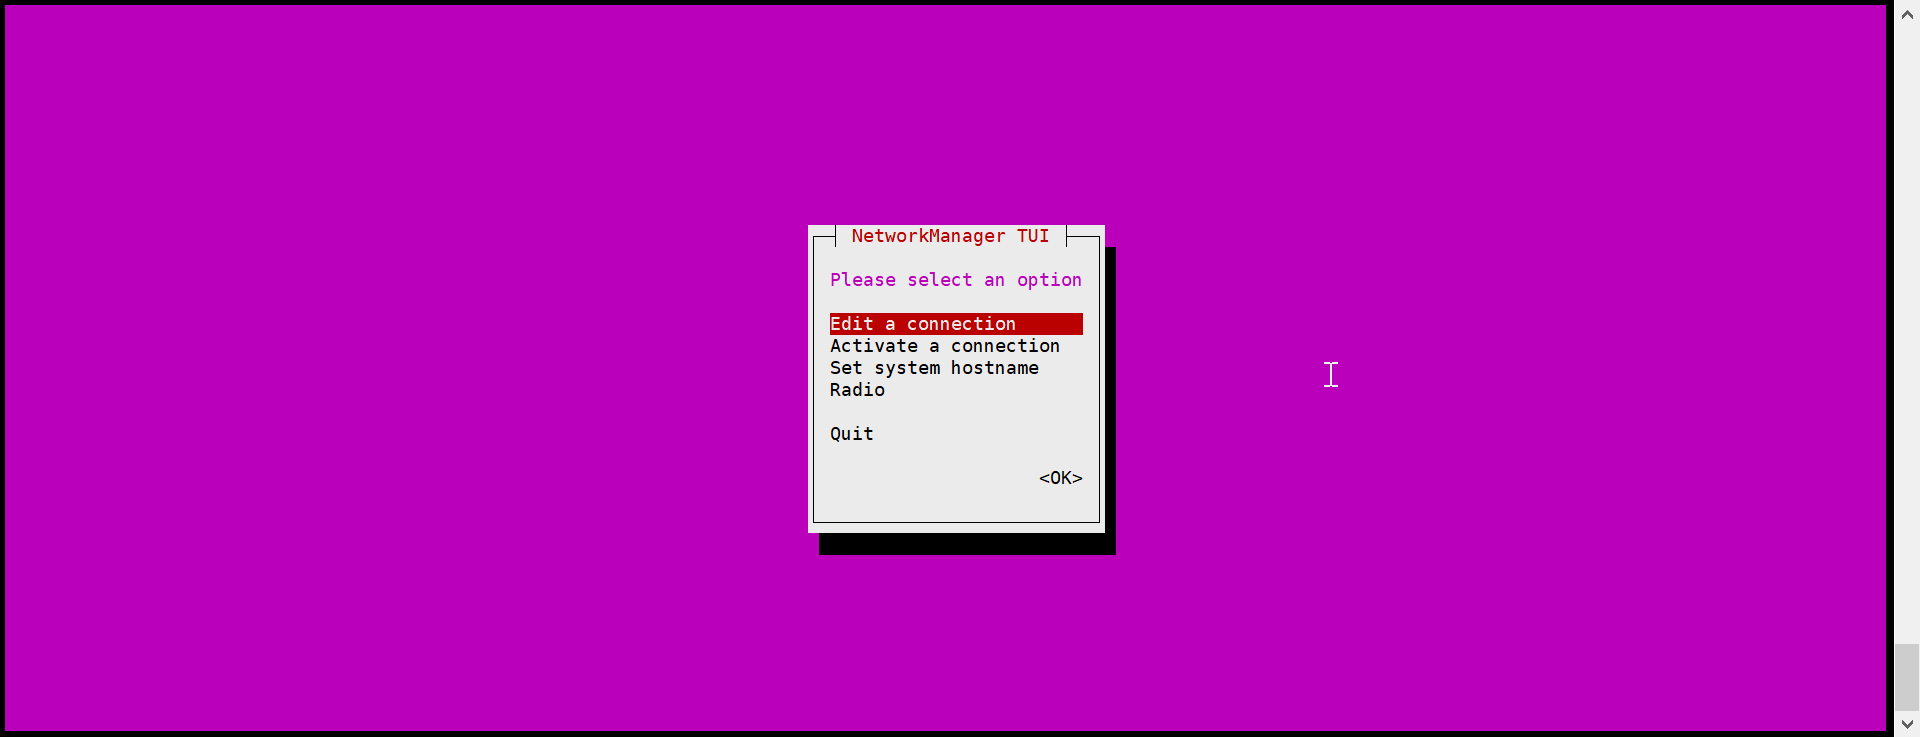 NetworkManager TUI
Please select an option
Edit a connection
Activate a connection
Set system hostname
Radio
Quit
<OK>